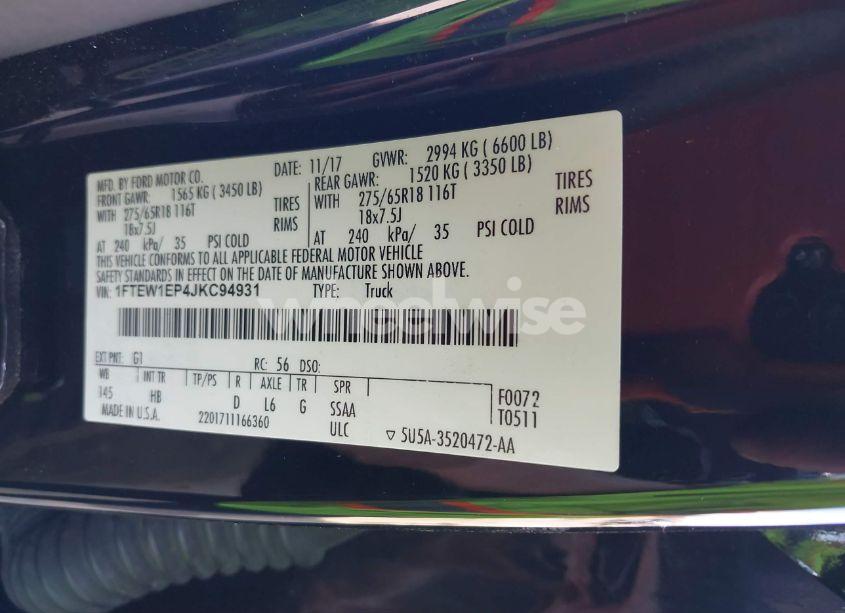 MFD. BY FORD MOTOR CO. DATE: 11/17 GVWR: 2994 KG ( 6600 LB)
FRONT GAWR: 1565 KG ( 3450 LB) REAR GAWR: 1520 KG ( 3350 LB)
WITH 275/65R18 116T TIRES WITH 275/65R18 116T TIRES
18x7.5J RIMS 18x7.5J RIMS
AT 240 kPa/ 35 PSI COLD AT 240 kPa/ 35 PSI COLD
THIS VEHICLE CONFORMS TO ALL APPLICABLE FEDERAL MOTOR VEHICLE
SAFETY STANDARDS IN EFFECT ON THE DATE OF MANUFACTURE SHOWN ABOVE.
VIN: 1FTEW1EP4JKC94931 TYPE: Truck
wheelwise
EXT PNT: G1 RC: 56 DSO:
WB INT TR TP/PS R AXLE TR SPR F0072
145 HB D L6 G SSAA T0511
MADE IN U.S.A. 2201711166360 ULC ▽ 5U5A-3520472-AA